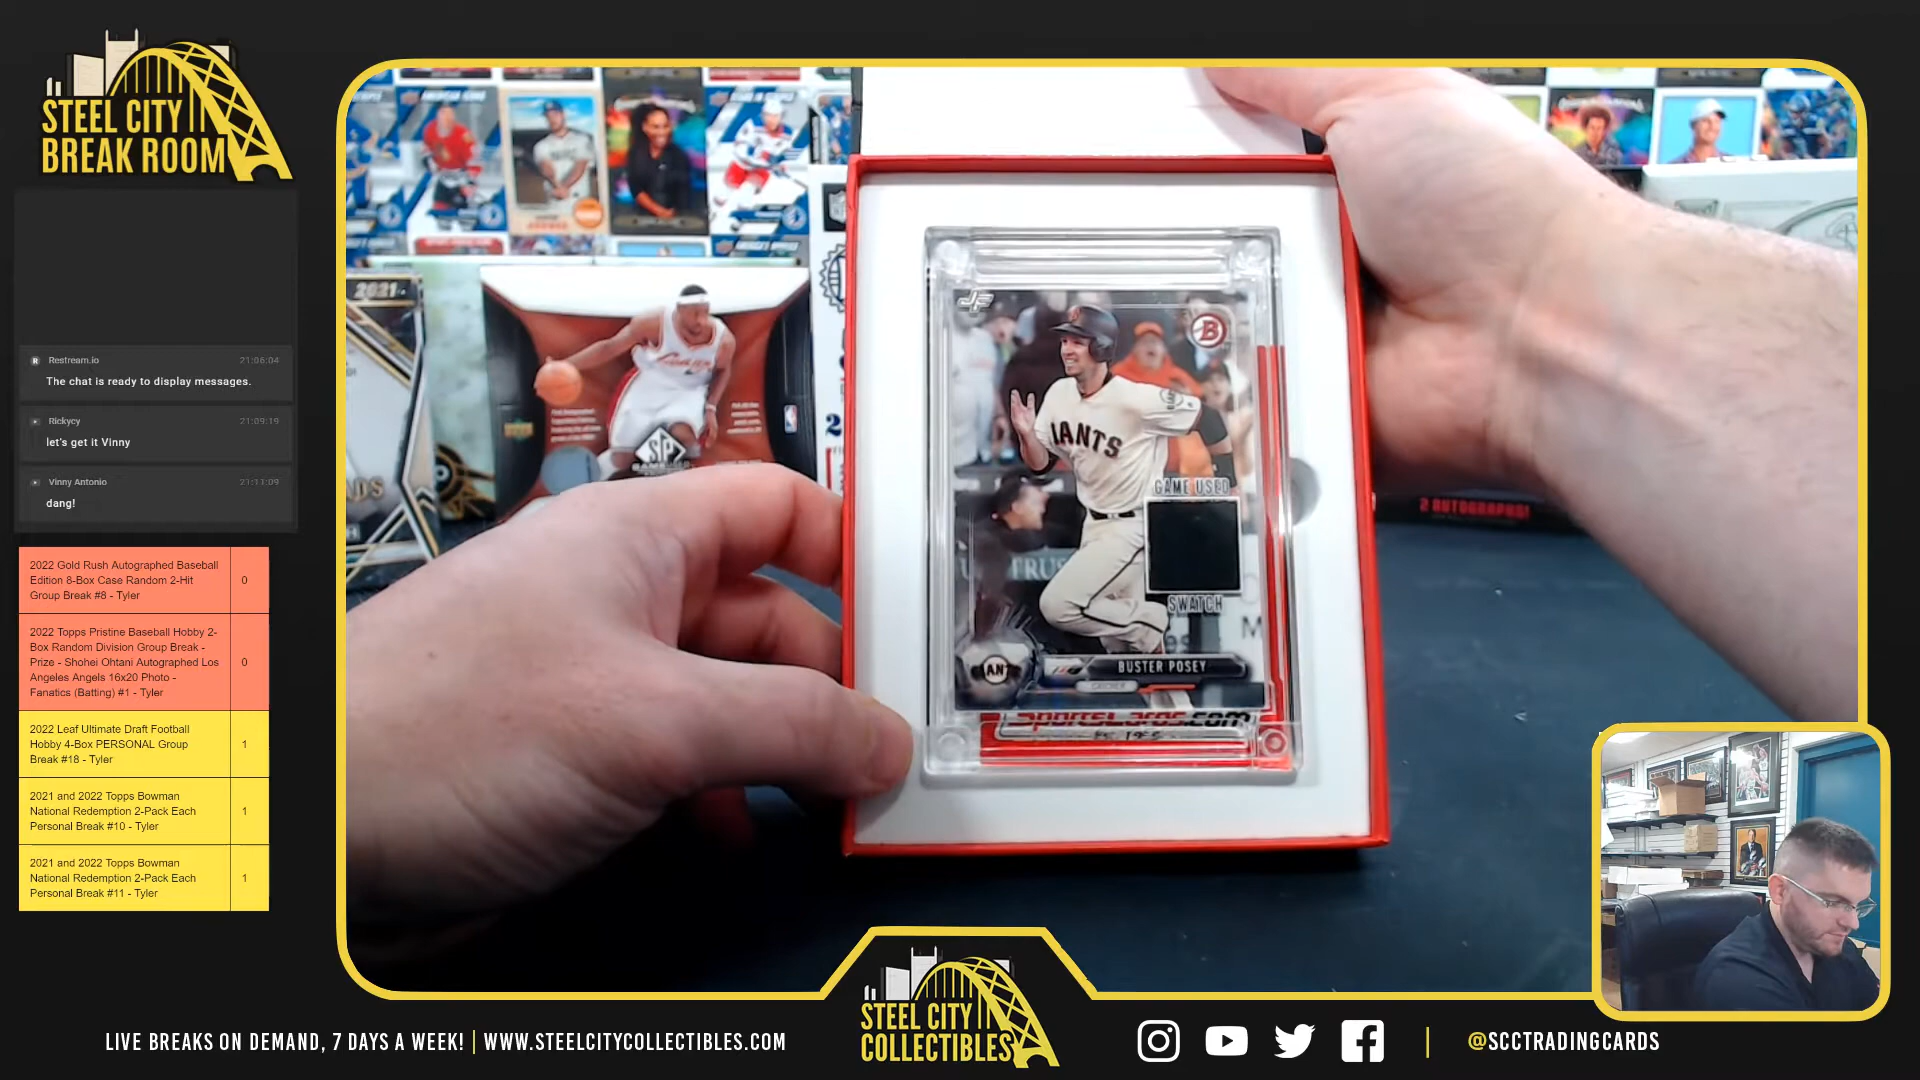 STEEL CITY
BREAK ROOM
Restream.io 21:06:04
The chat is ready to display messages.
Rickycy 21:09:19
let's get it Vinny
Vinny Antonio 21:11:09
dang!
2022 Gold Rush Autographed Baseball
Edition 8-Box Case Random 2-Hit
Group Break #8 - Tyler
0
2022 Topps Pristine Baseball Hobby 2-
Box Random Division Group Break -
Prize - Shohei Ohtani Autographed Los
Angeles Angels 16x20 Photo -
Fanatics (Batting) #1 - Tyler
0
2022 Leaf Ultimate Draft Football
Hobby 4-Box PERSONAL Group
Break #18 - Tyler
1
2021 and 2022 Topps Bowman
National Redemption 2-Pack Each
Personal Break #10 - Tyler
1
2021 and 2022 Topps Bowman
National Redemption 2-Pack Each
Personal Break #11 - Tyler
1
2021
SP
JF
B
IANTS
GAME USED
SWATCH
TRUS
BUSTER POSEY
CATCHER
2 AUTOGRAPHS!
LIVE BREAKS ON DEMAND, 7 DAYS A WEEK! | WWW.STEELCITYCOLLECTIBLES.COM
STEEL CITY
COLLECTIBLES
| @SCCTRADINGCARDS